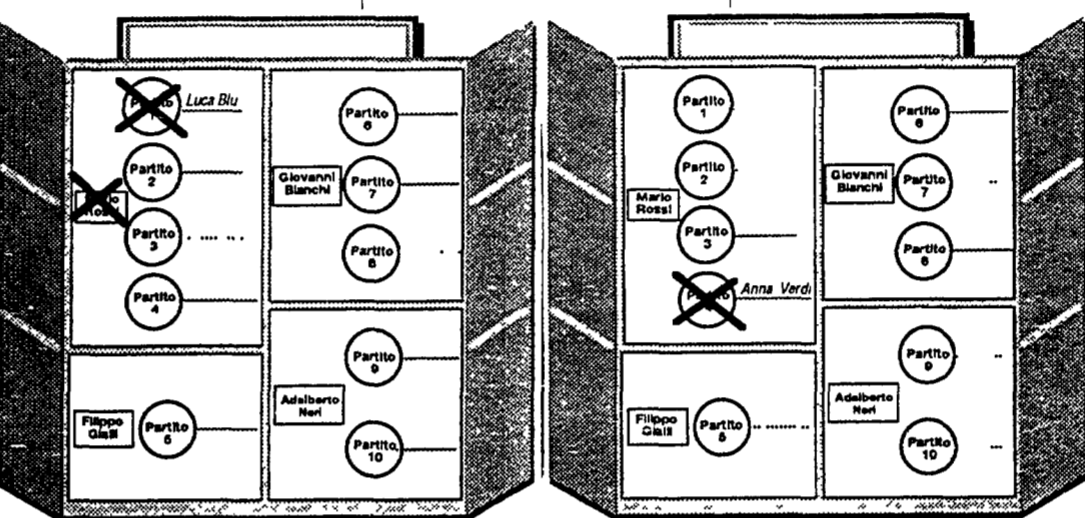 Luca Blu
Partito
2
Partito
3
Partito
4
Partito
6
Giovanni
Bianchi
Partito
7
Partito
8
Filippo
Gialli
Partito
5
Partito
9
Adalberto
Neri
Partito
10
Partito
1
Partito
2
Mario
Rossi
Partito
3
Anna Verdi
Partito
6
Giovanni
Bianchi
Partito
7
Partito
8
Filippo
Gialli
Partito
5
Partito
9
Adalberto
Neri
Partito
10